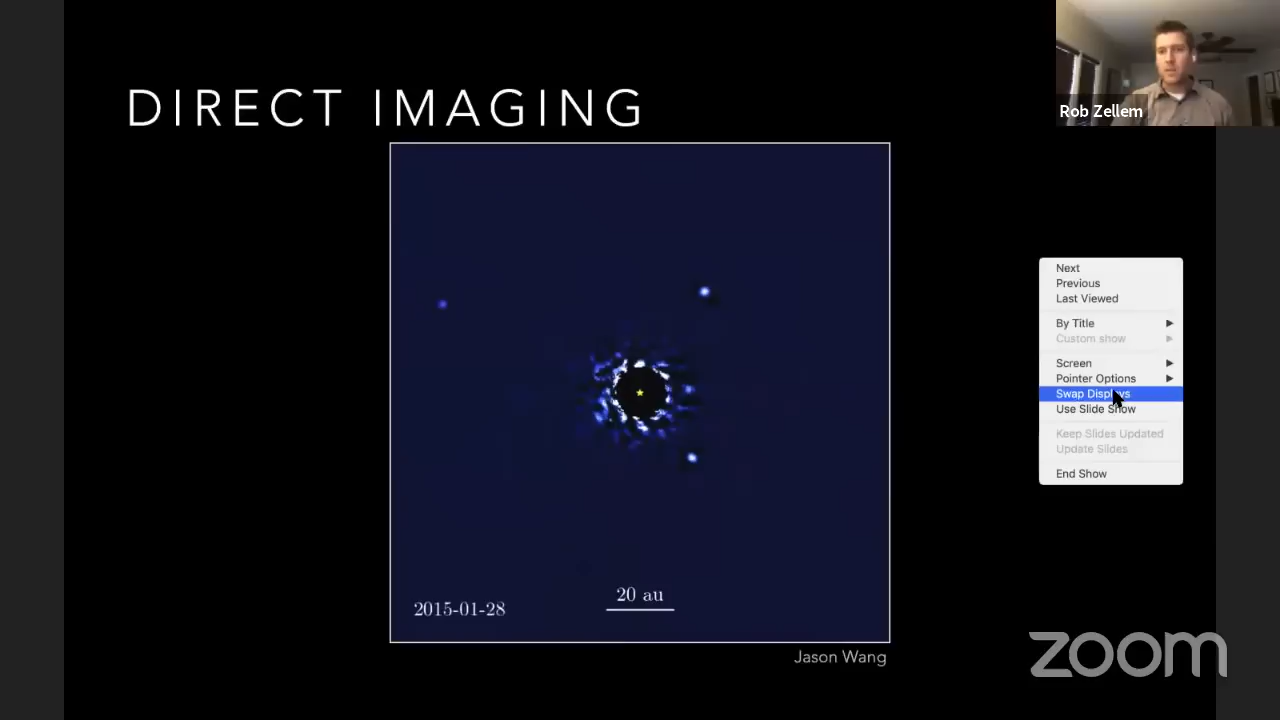 DIRECT IMAGING
Rob Zellem
Next
Previous
Last Viewed
By Title
Custom show
Screen
Pointer Options
Swap Displays
Use Slide Show
Keep Slides Updated
Update Slides
End Show
20 au
2015-01-28
Jason Wang
zoom